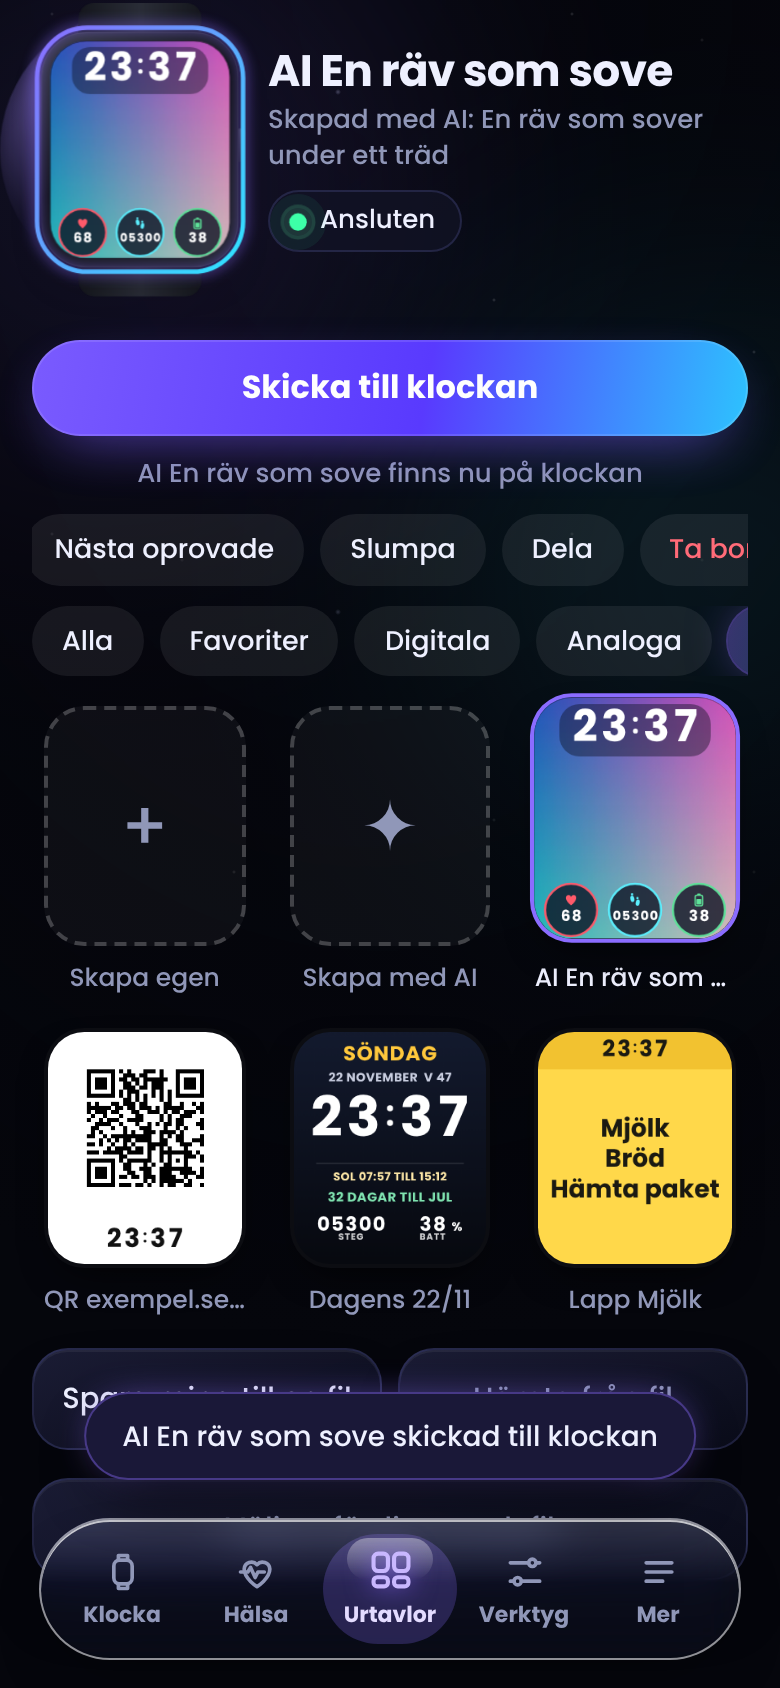 23:37
68
05300
38
AI En räv som sove
Skapad med AI: En räv som sover
under ett träd
Ansluten
Skicka till klockan
AI En räv som sove finns nu på klockan
Nästa oprovade
Slumpa
Dela
Ta bor
Alla
Favoriter
Digitala
Analoga
23:37
68
05300
38
Skapa egen
Skapa med AI
AI En räv som ...
23:37
QR exempel.se...
SÖNDAG
22 NOVEMBER V 47
23:37
SOL 07:57 TILL 15:12
32 DAGAR TILL JUL
05300
STEG
38 %
BATT
Dagens 22/11
23:37
Mjölk
Bröd
Hämta paket
Lapp Mjölk
AI En räv som sove skickad till klockan
Klocka
Hälsa
Urtavlor
Verktyg
Mer